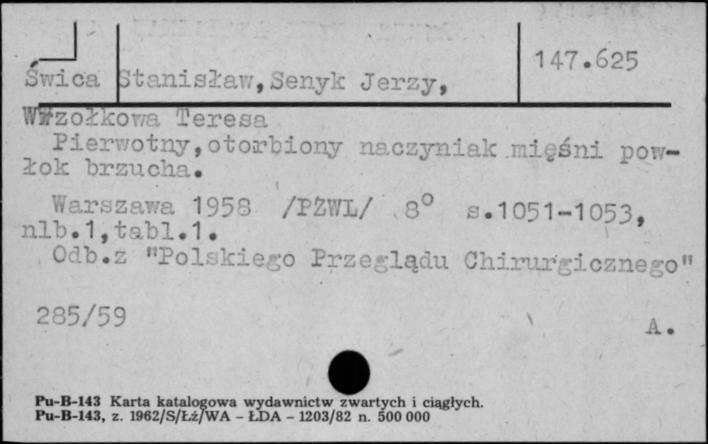 147.625
Świca Stanisław, Senyk Jerzy,
Wrzołkowa Teresa
Pierwotny, otorbiony naczyniak mięśni pow-
łok brzucha.
Warszawa 1958 /PZWL/ 8° s.1051-1053,
nlb.1, tabl.1.
Odb.z "Polskiego Przeglądu Chirurgicznego"
285/59
A.
Pu-B-143 Karta katalogowa wydawnictw zwartych i ciągłych.
Pu-B-143, z. 1962/S/Łź/WA – ŁDA – 1203/82 n. 500 000